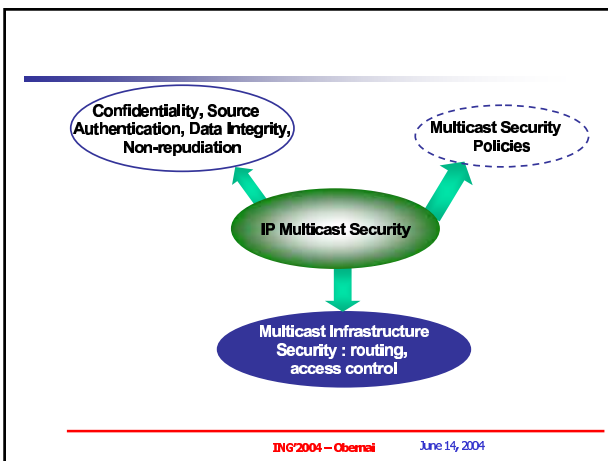 Confidentiality, Source
Authentication, Data Integrity,
Non-repudiation
Multicast Security
Policies
IP Multicast Security
Multicast Infrastructure
Security : routing,
access control
ING'2004 – Obernai
June 14, 2004